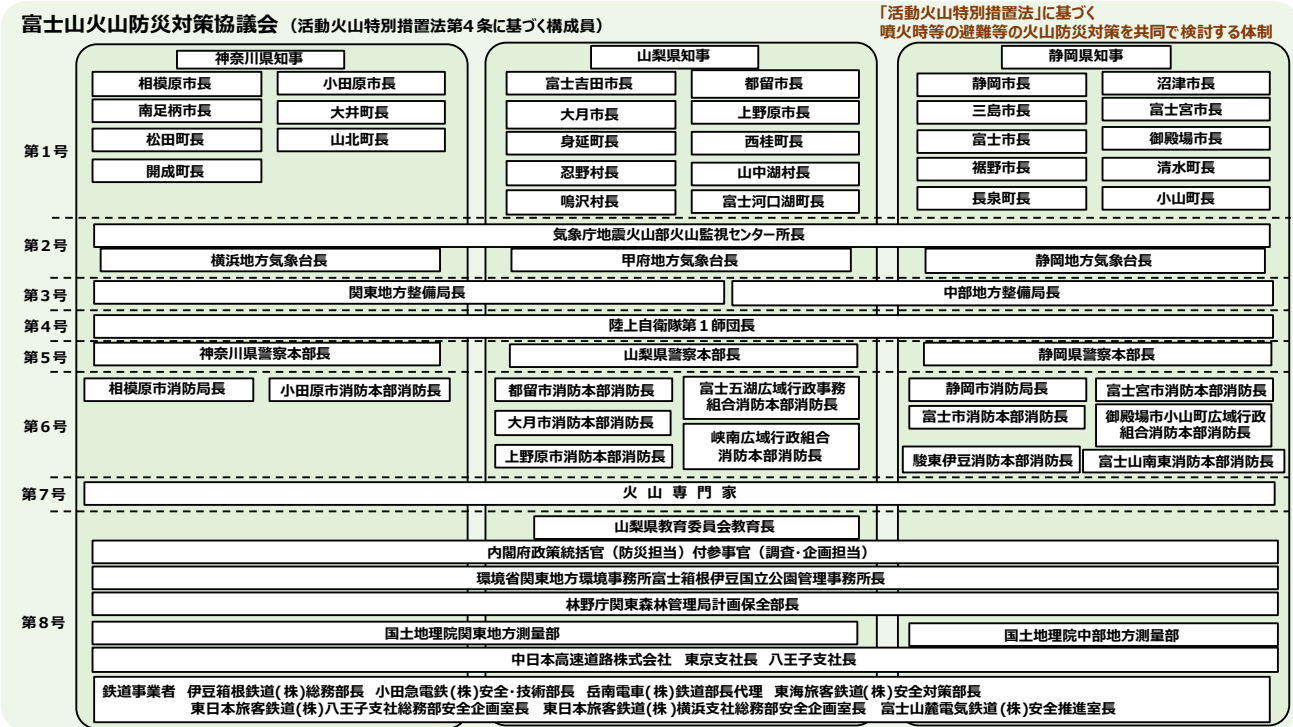 富士山火山防災対策協議会（活動火山特別措置法第４条に基づく構成員）
「活動火山特別措置法」に基づく
噴火時等の避難等の火山防災対策を共同で検討する体制
神奈川県知事
山梨県知事
静岡県知事
第１号
相模原市長
小田原市長
南足柄市長
大井町長
松田町長
山北町長
開成町長
富士吉田市長
都留市長
大月市長
上野原市長
身延町長
西桂町長
忍野村長
山中湖村長
鳴沢村長
富士河口湖町長
静岡市長
沼津市長
三島市長
富士宮市長
富士市長
御殿場市長
裾野市長
清水町長
長泉町長
小山町長
第２号
気象庁地震火山部火山監視センター所長
横浜地方気象台長
甲府地方気象台長
静岡地方気象台長
第３号
関東地方整備局長
中部地方整備局長
第４号
陸上自衛隊第１師団長
第５号
神奈川県警察本部長
山梨県警察本部長
静岡県警察本部長
第６号
相模原市消防局長
小田原市消防本部消防長
都留市消防本部消防長
富士五湖広域行政事務
組合消防本部消防長
大月市消防本部消防長
峡南広域行政組合
消防本部消防長
上野原市消防本部消防長
静岡市消防局長
富士宮市消防本部消防長
富士市消防本部消防長
御殿場市小山町広域行政
組合消防本部消防長
駿東伊豆消防本部消防長
富士山南東消防本部消防長
第７号
火 山 専 門 家
第８号
山梨県教育委員会教育長
内閣府政策統括官（防災担当）付参事官（調査・企画担当）
環境省関東地方環境事務所富士箱根伊豆国立公園管理事務所長
林野庁関東森林管理局計画保全部長
国土地理院関東地方測量部
国土地理院中部地方測量部
中日本高速道路株式会社　東京支社長　八王子支社長
鉄道事業者　伊豆箱根鉄道(株)総務部長　小田急電鉄(株)安全・技術部長　岳南電車(株)鉄道部長代理　東海旅客鉄道(株)安全対策部長
東日本旅客鉄道(株)八王子支社総務部安全企画室長　東日本旅客鉄道(株)横浜支社総務部安全企画室長　富士山麓電気鉄道(株)安全推進室長